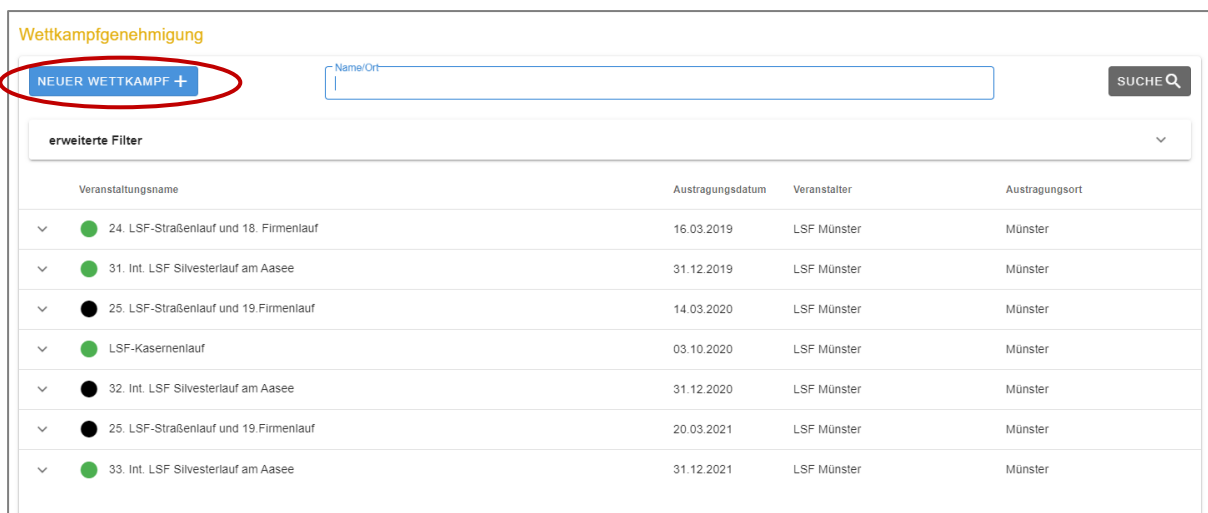 Wettkampfgenehmigung
NEUER WETTKAMPF +
Name/Ort
SUCHE
erweiterte Filter
Veranstaltungsname Austragungsdatum Veranstalter Austragungsort
24. LSF-Straßenlauf und 18. Firmenlauf 16.03.2019 LSF Münster Münster
31. Int. LSF Silvesterlauf am Aasee 31.12.2019 LSF Münster Münster
25. LSF-Straßenlauf und 19.Firmenlauf 14.03.2020 LSF Münster Münster
LSF-Kasernenlauf 03.10.2020 LSF Münster Münster
32. Int. LSF Silvesterlauf am Aasee 31.12.2020 LSF Münster Münster
25. LSF-Straßenlauf und 19.Firmenlauf 20.03.2021 LSF Münster Münster
33. Int. LSF Silvesterlauf am Aasee 31.12.2021 LSF Münster Münster